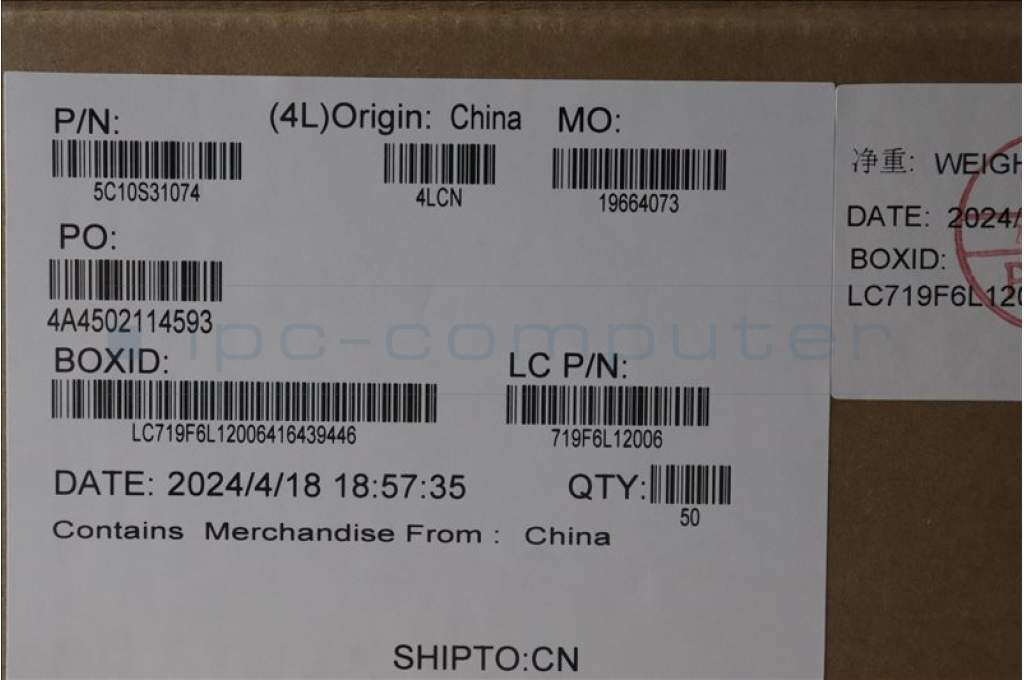 P/N: (4L)Origin: China MO:
5C10S31074 4LCN 19664073
PO:
4A4502114593
BOXID: LC P/N:
LC719F6L12006416439446 719F6L12006
DATE: 2024/4/18 18:57:35 QTY:
50
Contains Merchandise From : China
SHIPTO:CN
净重: WEIGH
DATE: 2024/
BOXID:
LC719F6L120
ipc-computer